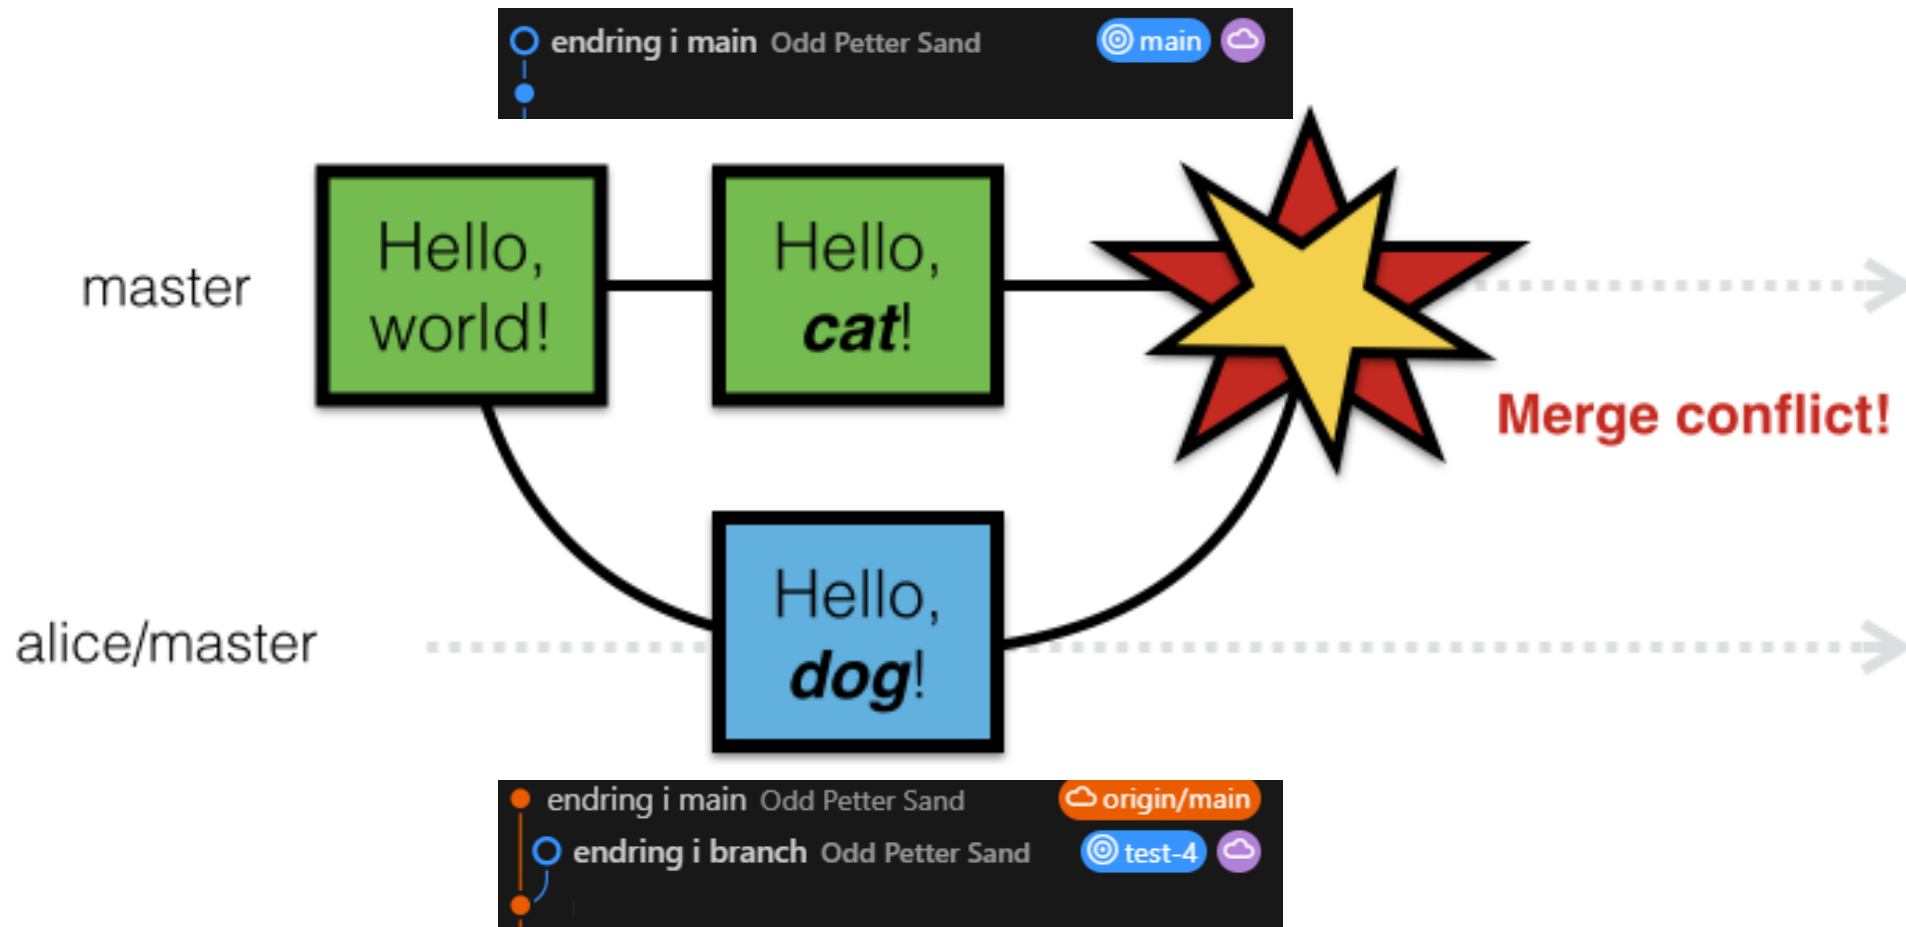 endring i main Odd Petter Sand main
Hello,
world!
Hello,
cat!
master
Merge conflict!
Hello,
dog!
alice/master
endring i main Odd Petter Sand origin/main
endring i branch Odd Petter Sand test-4